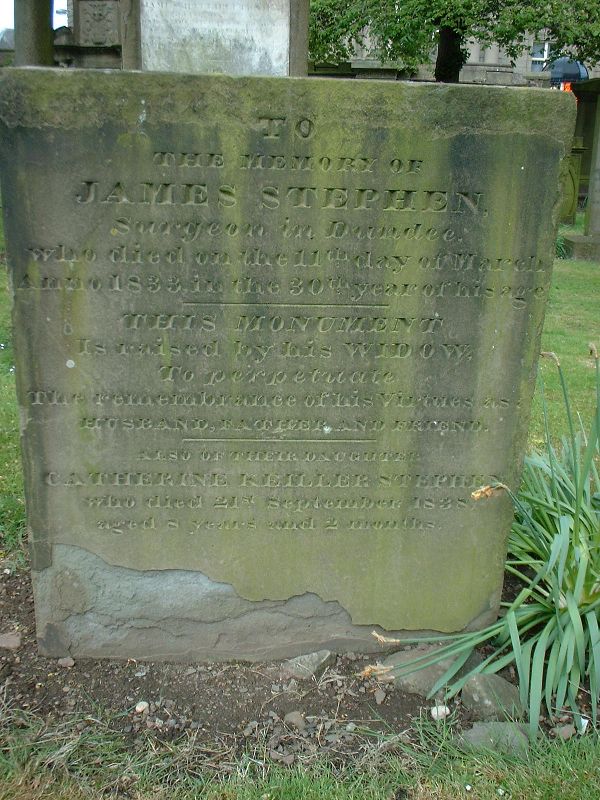 TO
THE MEMORY OF
JAMES STEPHEN,
Surgeon in Dundee,
who died on the 11th day of March
Anno 1833, in the 30th year of his age
THIS MONUMENT
Is raised by his WIDOW,
To perpetuate
The remembrance of his Virtues as
HUSBAND, FATHER AND FRIEND.
ALSO OF THEIR DAUGHTER
CATHERINE KEILLER STEPHEN
who died 21st September 1838
aged 8 years and 2 months.